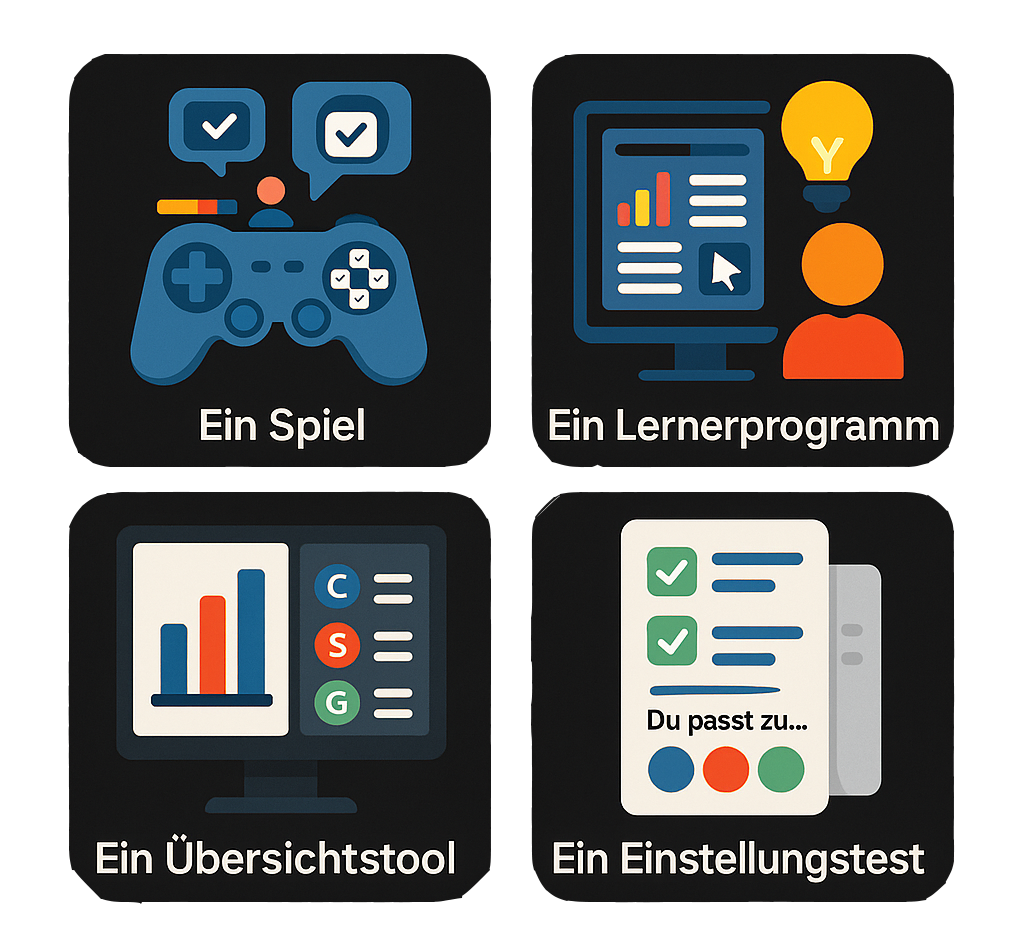 Ein Spiel
Y
Ein Lernerprogramm
C
S
G
Ein Übersichtstool
Du passt zu...
Ein Einstellungstest